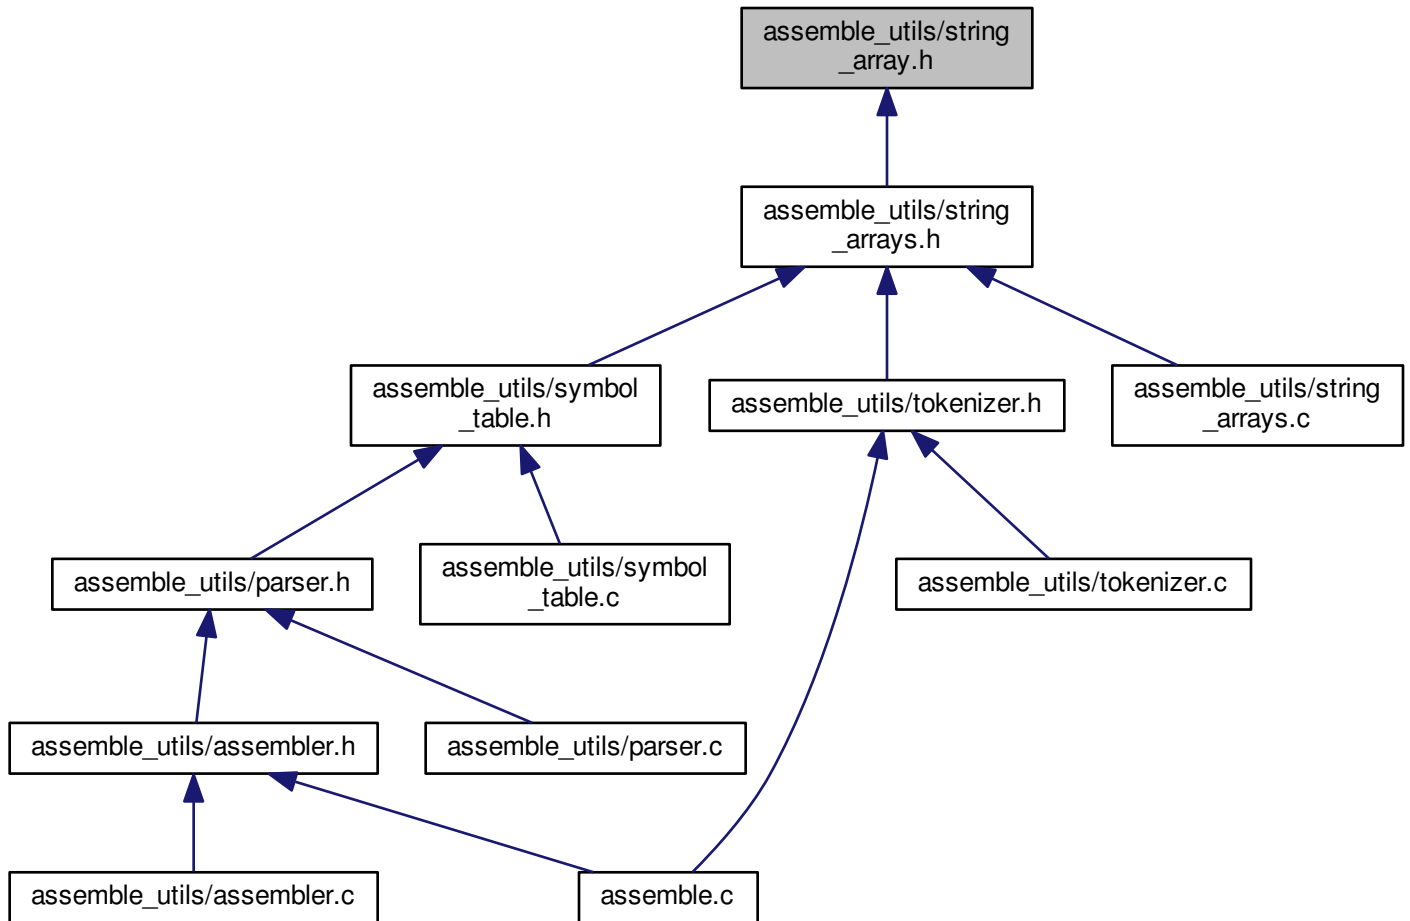 assemble_utils/string
_array.h
assemble_utils/string
_arrays.h
assemble_utils/symbol
_table.h
assemble_utils/tokenizer.h
assemble_utils/string
_arrays.c
assemble_utils/parser.h
assemble_utils/symbol
_table.c
assemble_utils/tokenizer.c
assemble_utils/assembler.h
assemble_utils/parser.c
assemble_utils/assembler.c
assemble.c